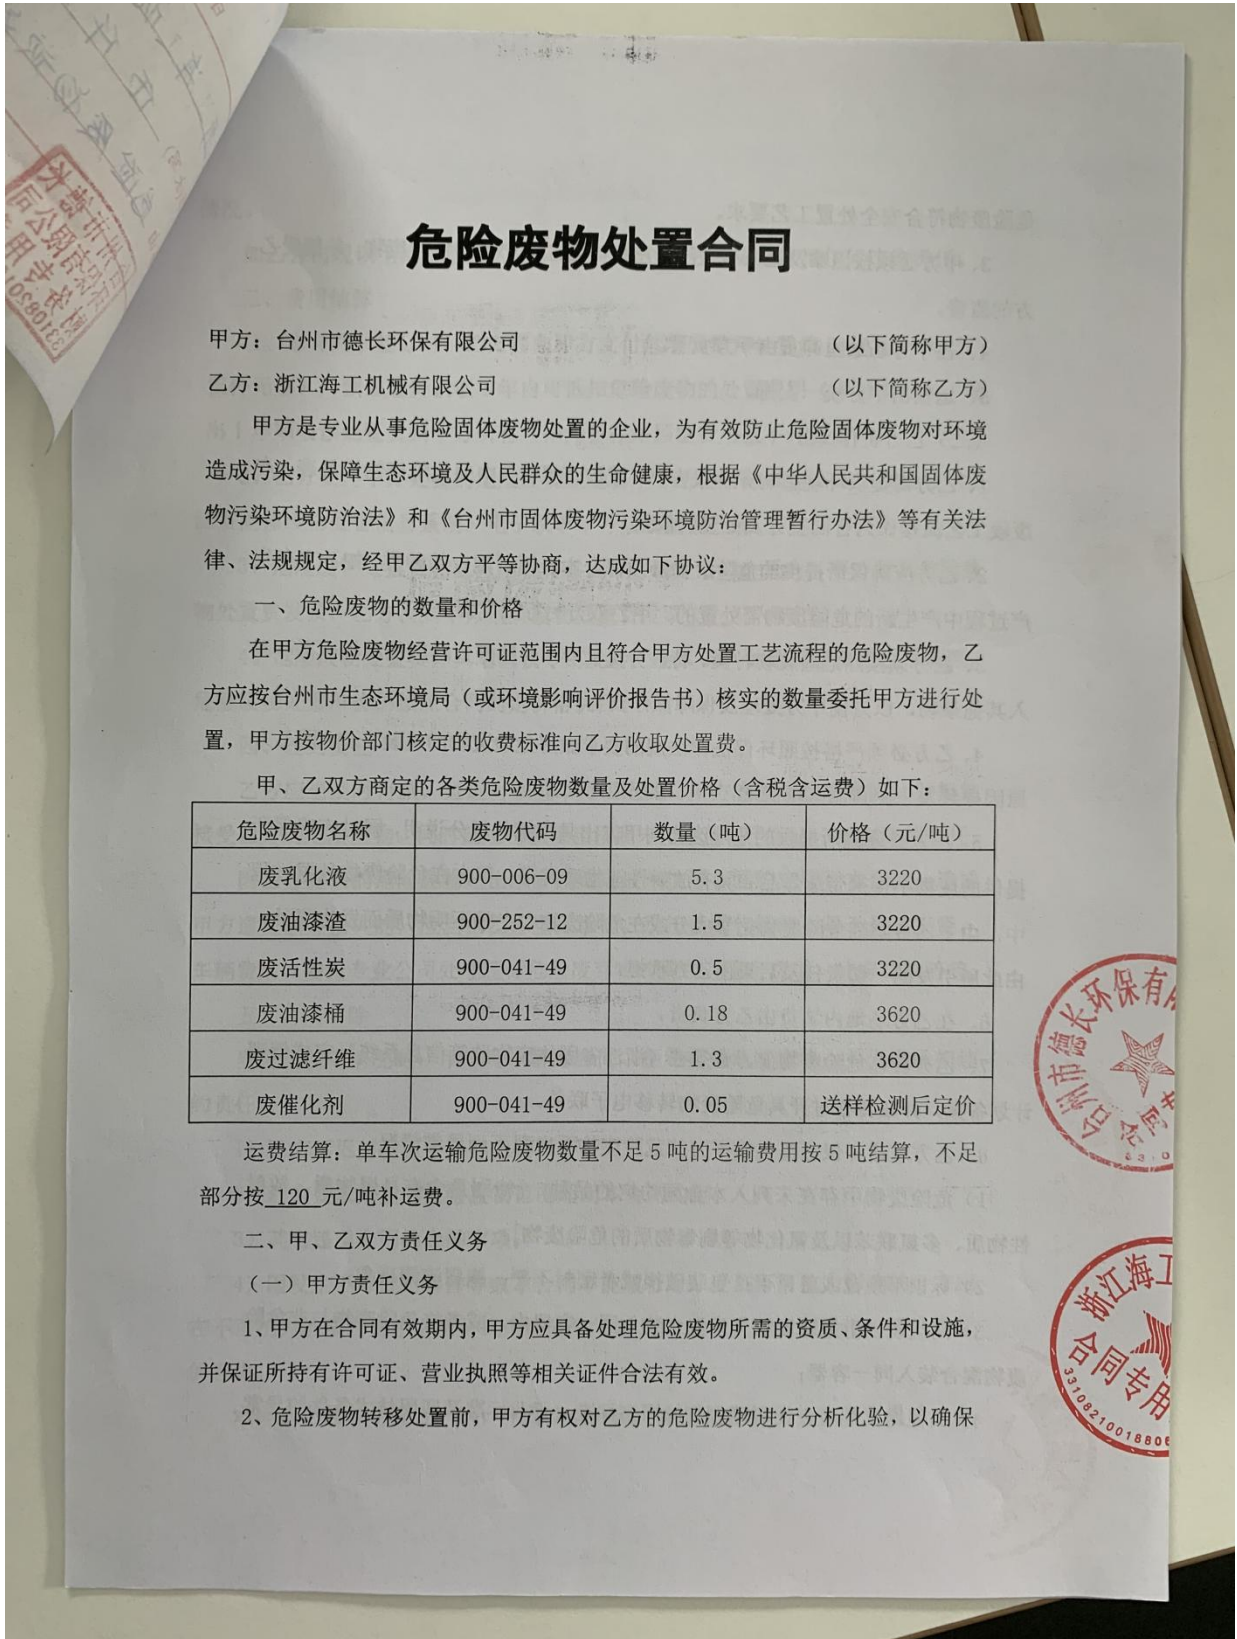 危险废物处置合同
甲方：台州市德长环保有限公司 （以下简称甲方）
乙方：浙江海工机械有限公司 （以下简称乙方）
甲方是专业从事危险固体废物处置的企业，为有效防止危险固体废物对环境
造成污染，保障生态环境及人民群众的生命健康，根据《中华人民共和国固体废
物污染环境防治法》和《台州市固体废物污染环境防治管理暂行办法》等有关法
律、法规规定，经甲乙双方平等协商，达成如下协议：
一、危险废物的数量和价格
在甲方危险废物经营许可证范围内且符合甲方处置工艺流程的危险废物，乙
方应按台州市生态环境局（或环境影响评价报告书）核实的数量委托甲方进行处
置，甲方按物价部门核定的收费标准向乙方收取处置费。
甲、乙双方商定的各类危险废物数量及处置价格（含税含运费）如下：
危险废物名称 废物代码 数量（吨） 价格（元/吨）
废乳化液 900-006-09 5.3 3220
废油漆渣 900-252-12 1.5 3220
废活性炭 900-041-49 0.5 3220
废油漆桶 900-041-49 0.18 3620
废过滤纤维 900-041-49 1.3 3620
废催化剂 900-041-49 0.05 送样检测后定价
运费结算：单车次运输危险废物数量不足5吨的运输费用按5吨结算，不足
部分按 120 元/吨补运费。
二、甲、乙双方责任义务
（一）甲方责任义务
1、甲方在合同有效期内，甲方应具备处理危险废物所需的资质、条件和设施，
并保证所持有许可证、营业执照等相关证件合法有效。
2、危险废物转移处置前，甲方有权对乙方的危险废物进行分析化验，以确保
台州市德长环保有
浙江海工
合同专用